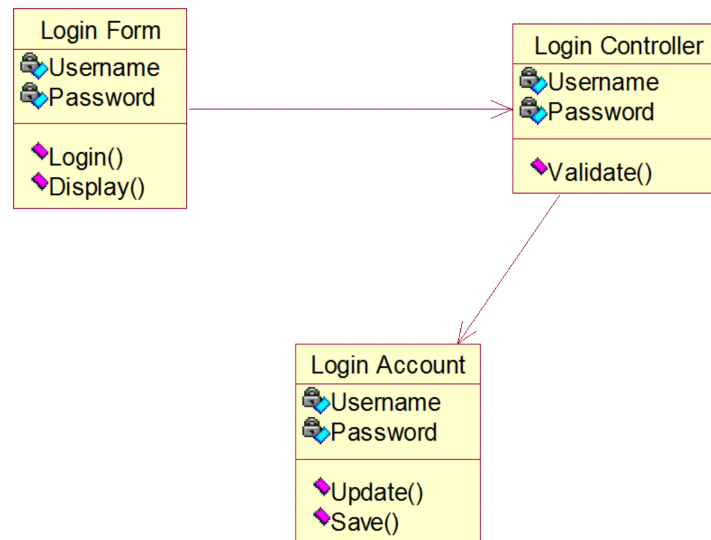 Login Form
Username
Password
Login()
Display()
Login Controller
Username
Password
Validate()
Login Account
Username
Password
Update()
Save()